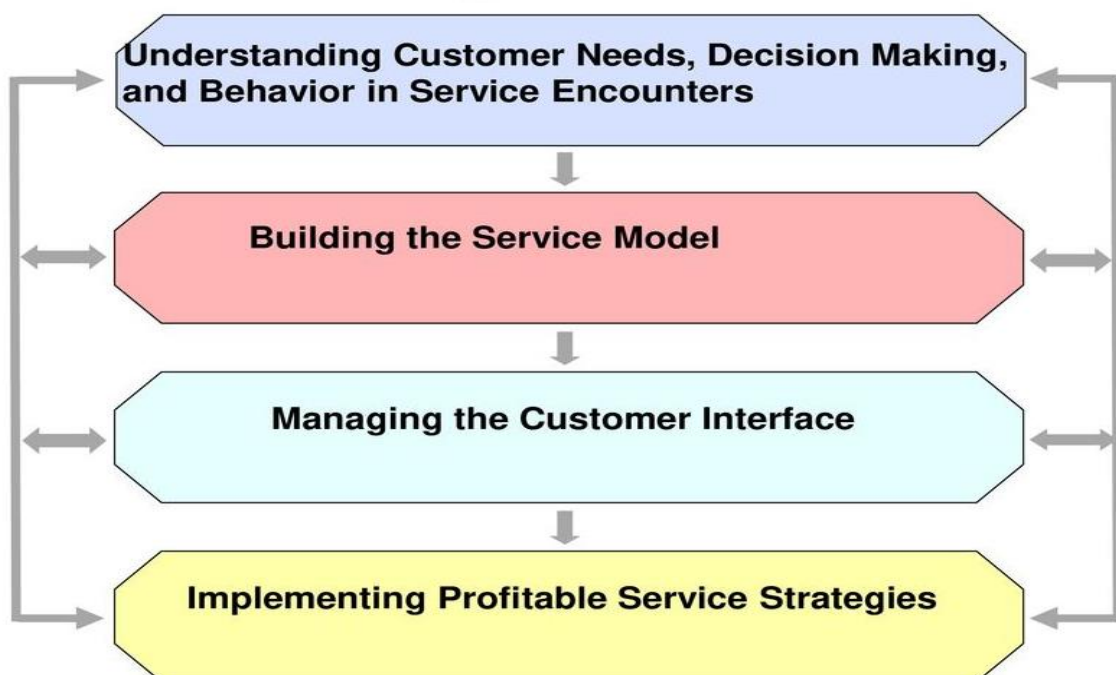 Understanding Customer Needs, Decision Making,
and Behavior in Service Encounters
Building the Service Model
Managing the Customer Interface
Implementing Profitable Service Strategies